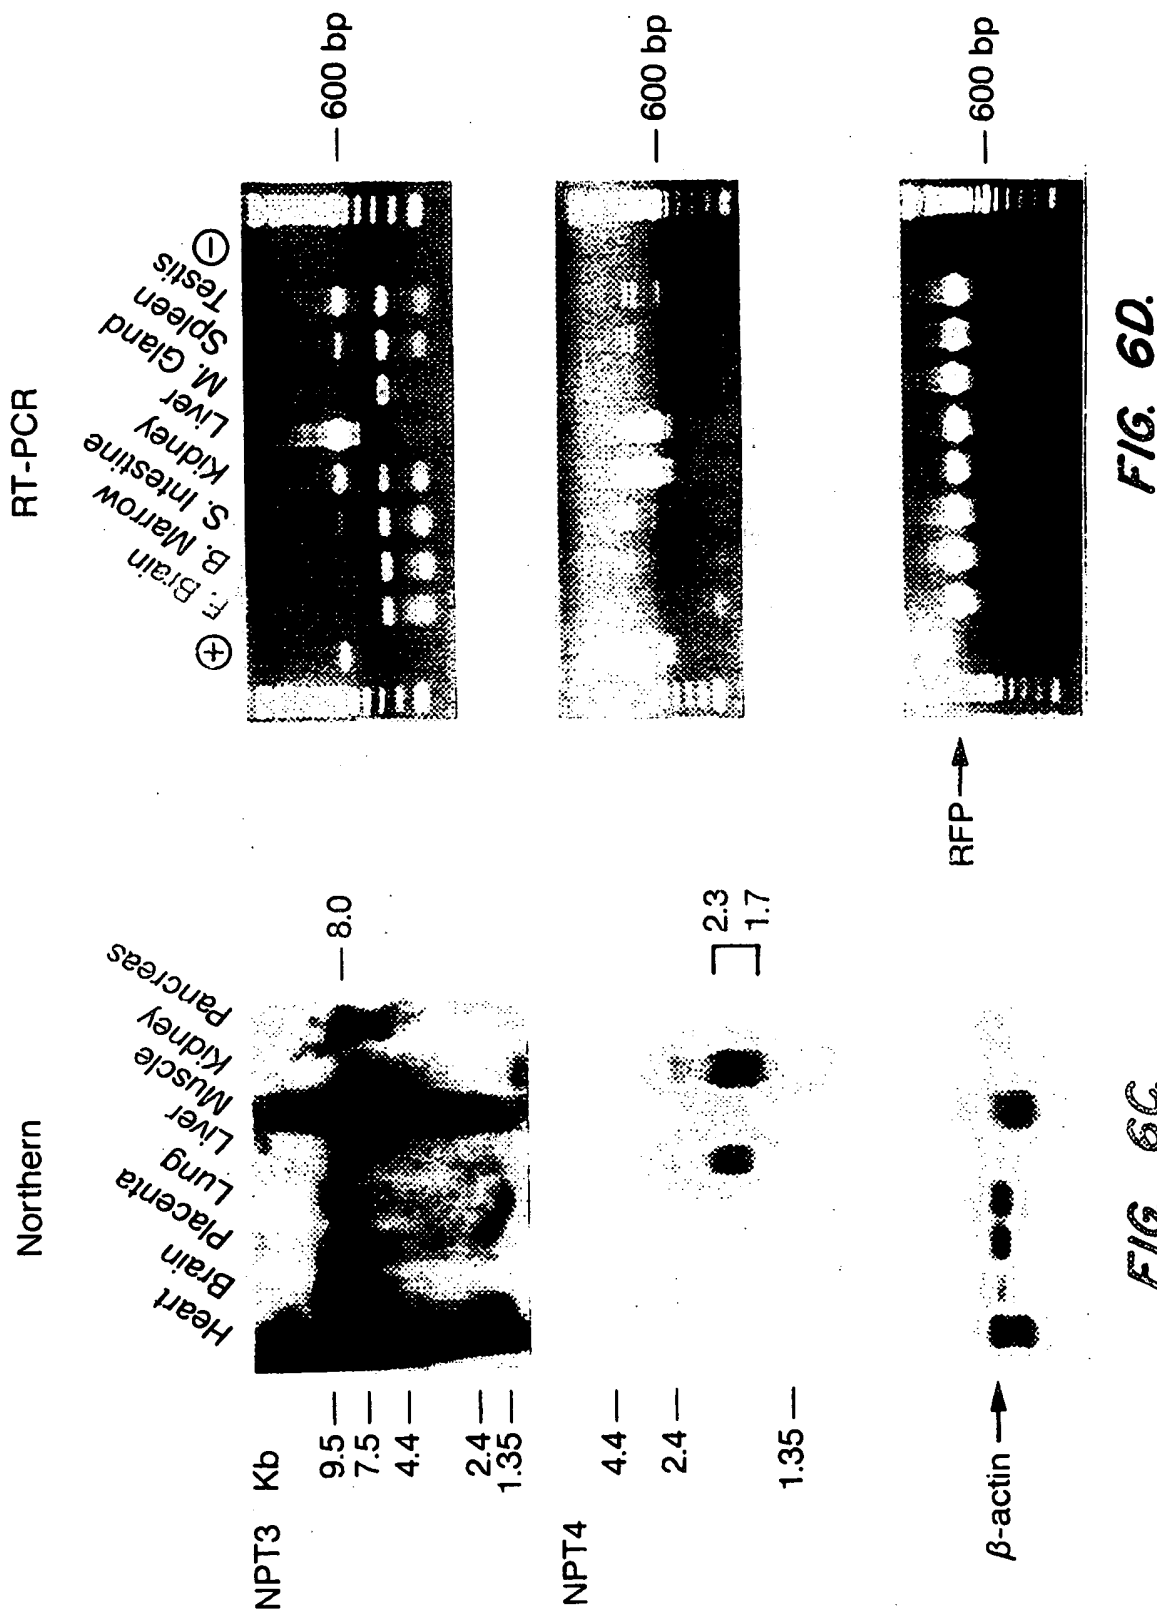 Northern
RT-PCR
Heart
Brain
Placenta
Lung
Liver
Muscle
Kidney
Pancreas
+
F. Brain
B. Marrow
S. Intestine
Kidney
Liver
M. Gland
Spleen
Testis
−
NPT3
Kb
9.5 —
7.5 —
4.4 —
2.4 —
1.35 —
— 8.0
— 600 bp
NPT4
4.4 —
2.4 —
1.35 —
2.3
1.7
— 600 bp
β-actin
RFP
— 600 bp
FIG. 6C.
FIG. 6D.